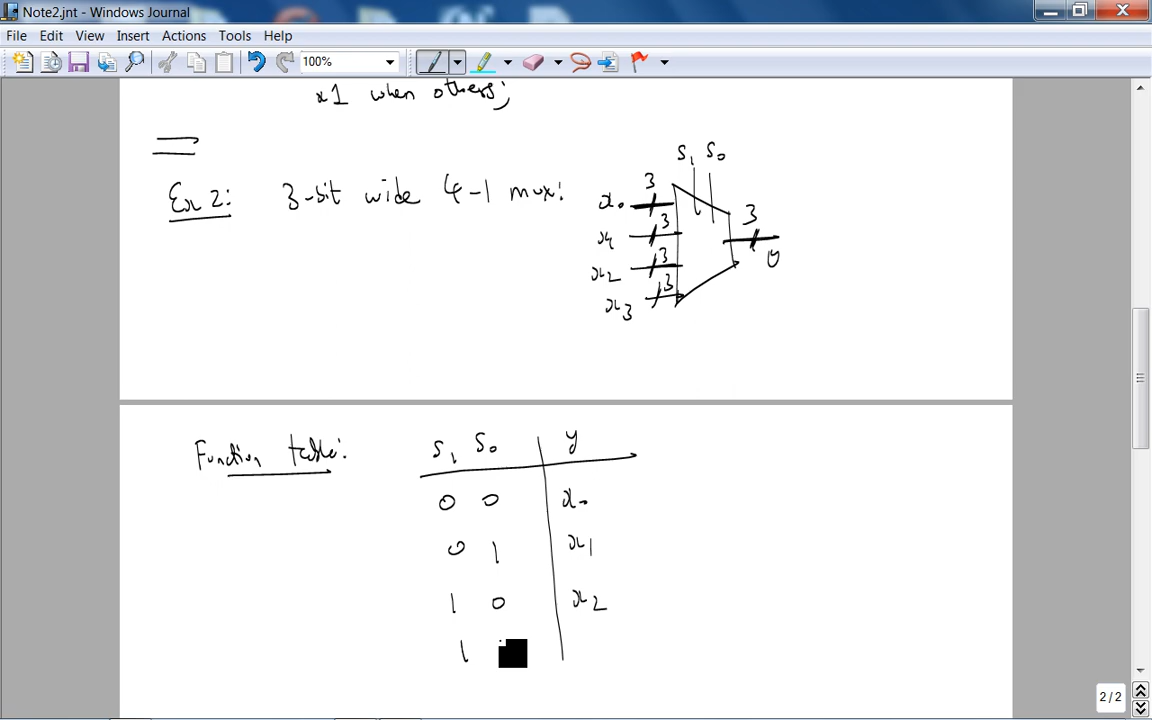 Note2.jnt - Windows Journal
File Edit View Insert Actions Tools Help
100%
x1 when others;
Ex 2: 3-bit wide 4-1 mux:
S1 S0
x0 3
x1 3
x2 3
x3 3
3
y
Function table:
S1 S0 y
0 0 x0
0 1 x1
1 0 x2
1
2 / 2